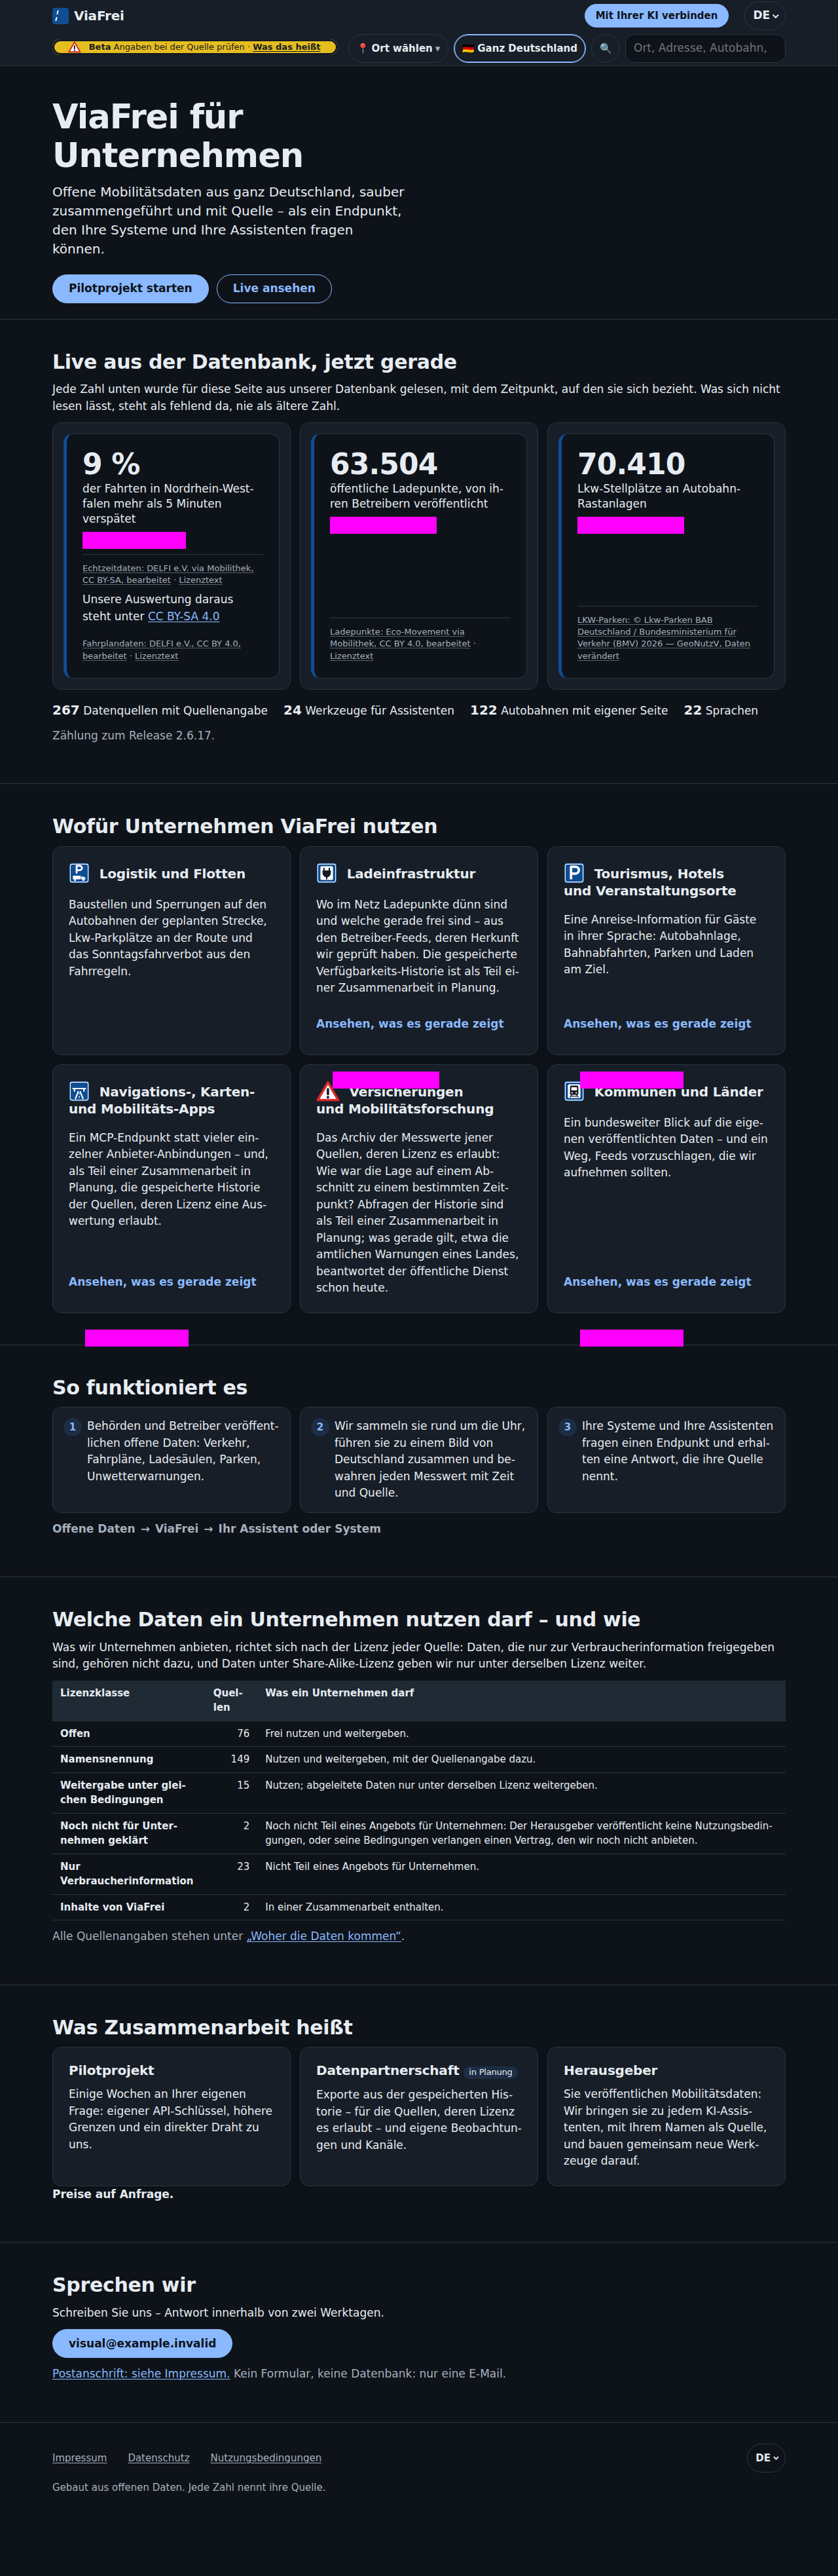 ViaFrei
Mit Ihrer KI verbinden
DE
Beta Angaben bei der Quelle prüfen · Was das heißt
Ort wählen
Ganz Deutschland
Ort, Adresse, Autobahn,
ViaFrei für
Unternehmen
Offene Mobilitätsdaten aus ganz Deutschland, sauber
zusammengeführt und mit Quelle – als ein Endpunkt,
den Ihre Systeme und Ihre Assistenten fragen
können.
Pilotprojekt starten
Live ansehen
Live aus der Datenbank, jetzt gerade
Jede Zahl unten wurde für diese Seite aus unserer Datenbank gelesen, mit dem Zeitpunkt, auf den sie sich bezieht. Was sich nicht
lesen lässt, steht als fehlend da, nie als ältere Zahl.
9 %
der Fahrten in Nordrhein-West-
falen mehr als 5 Minuten
verspätet
Echtzeitdaten: DELFI e.V. via Mobilithek,
CC BY-SA, bearbeitet · Lizenztext
Unsere Auswertung daraus
steht unter CC BY-SA 4.0
Fahrplandaten: DELFI e.V., CC BY 4.0,
bearbeitet · Lizenztext
63.504
öffentliche Ladepunkte, von ih-
ren Betreibern veröffentlicht
Ladepunkte: Eco-Movement via
Mobilithek, CC BY 4.0, bearbeitet ·
Lizenztext
70.410
Lkw-Stellplätze an Autobahn-
Rastanlagen
LKW-Parken: © Lkw-Parken BAB
Deutschland / Bundesministerium für
Verkehr (BMV) 2026 — GeoNutzV, Daten
verändert
267 Datenquellen mit Quellenangabe 24 Werkzeuge für Assistenten 122 Autobahnen mit eigener Seite 22 Sprachen
Zählung zum Release 2.6.17.
Wofür Unternehmen ViaFrei nutzen
Logistik und Flotten
Baustellen und Sperrungen auf den
Autobahnen der geplanten Strecke,
Lkw-Parkplätze an der Route und
das Sonntagsfahrverbot aus den
Fahrregeln.
Ladeinfrastruktur
Wo im Netz Ladepunkte dünn sind
und welche gerade frei sind – aus
den Betreiber-Feeds, deren Herkunft
wir geprüft haben. Die gespeicherte
Verfügbarkeits-Historie ist als Teil ei-
ner Zusammenarbeit in Planung.
Ansehen, was es gerade zeigt
Tourismus, Hotels
und Veranstaltungsorte
Eine Anreise-Information für Gäste
in ihrer Sprache: Autobahnlage,
Bahnabfahrten, Parken und Laden
am Ziel.
Ansehen, was es gerade zeigt
Navigations-, Karten-
und Mobilitäts-Apps
Ein MCP-Endpunkt statt vieler ein-
zelner Anbieter-Anbindungen – und,
als Teil einer Zusammenarbeit in
Planung, die gespeicherte Historie
der Quellen, deren Lizenz eine Aus-
wertung erlaubt.
Ansehen, was es gerade zeigt
Versicherungen
und Mobilitätsforschung
Das Archiv der Messwerte jener
Quellen, deren Lizenz es erlaubt:
Wie war die Lage auf einem Ab-
schnitt zu einem bestimmten Zeit-
punkt? Abfragen der Historie sind
als Teil einer Zusammenarbeit in
Planung; was gerade gilt, etwa die
amtlichen Warnungen eines Landes,
beantwortet der öffentliche Dienst
schon heute.
Kommunen und Länder
Ein bundesweiter Blick auf die eige-
nen veröffentlichten Daten – und ein
Weg, Feeds vorzuschlagen, die wir
aufnehmen sollten.
Ansehen, was es gerade zeigt
So funktioniert es
1 Behörden und Betreiber veröffent-
lichen offene Daten: Verkehr,
Fahrpläne, Ladesäulen, Parken,
Unwetterwarnungen.
2 Wir sammeln sie rund um die Uhr,
führen sie zu einem Bild von
Deutschland zusammen und be-
wahren jeden Messwert mit Zeit
und Quelle.
3 Ihre Systeme und Ihre Assistenten
fragen einen Endpunkt und erhal-
ten eine Antwort, die ihre Quelle
nennt.
Offene Daten → ViaFrei → Ihr Assistent oder System
Welche Daten ein Unternehmen nutzen darf – und wie
Was wir Unternehmen anbieten, richtet sich nach der Lizenz jeder Quelle: Daten, die nur zur Verbraucherinformation freigegeben
sind, gehören nicht dazu, und Daten unter Share-Alike-Lizenz geben wir nur unter derselben Lizenz weiter.
Lizenzklasse
Quel-
len
Was ein Unternehmen darf
Offen 76 Frei nutzen und weitergeben.
Namensnennung 149 Nutzen und weitergeben, mit der Quellenangabe dazu.
Weitergabe unter glei-
chen Bedingungen
15 Nutzen; abgeleitete Daten nur unter derselben Lizenz weitergeben.
Noch nicht für Unter-
nehmen geklärt
2 Noch nicht Teil eines Angebots für Unternehmen: Der Herausgeber veröffentlicht keine Nutzungsbedin-
gungen, oder seine Bedingungen verlangen einen Vertrag, den wir noch nicht anbieten.
Nur
Verbraucherinformation
23 Nicht Teil eines Angebots für Unternehmen.
Inhalte von ViaFrei 2 In einer Zusammenarbeit enthalten.
Alle Quellenangaben stehen unter „Woher die Daten kommen“.
Was Zusammenarbeit heißt
Pilotprojekt
Einige Wochen an Ihrer eigenen
Frage: eigener API-Schlüssel, höhere
Grenzen und ein direkter Draht zu
uns.
Datenpartnerschaft in Planung
Exporte aus der gespeicherten His-
torie – für die Quellen, deren Lizenz
es erlaubt – und eigene Beobachtun-
gen und Kanäle.
Herausgeber
Sie veröffentlichen Mobilitätsdaten:
Wir bringen sie zu jedem KI-Assis-
tenten, mit Ihrem Namen als Quelle,
und bauen gemeinsam neue Werk-
zeuge darauf.
Preise auf Anfrage.
Sprechen wir
Schreiben Sie uns – Antwort innerhalb von zwei Werktagen.
visual@example.invalid
Postanschrift: siehe Impressum. Kein Formular, keine Datenbank: nur eine E-Mail.
Impressum Datenschutz Nutzungsbedingungen
DE
Gebaut aus offenen Daten. Jede Zahl nennt ihre Quelle.